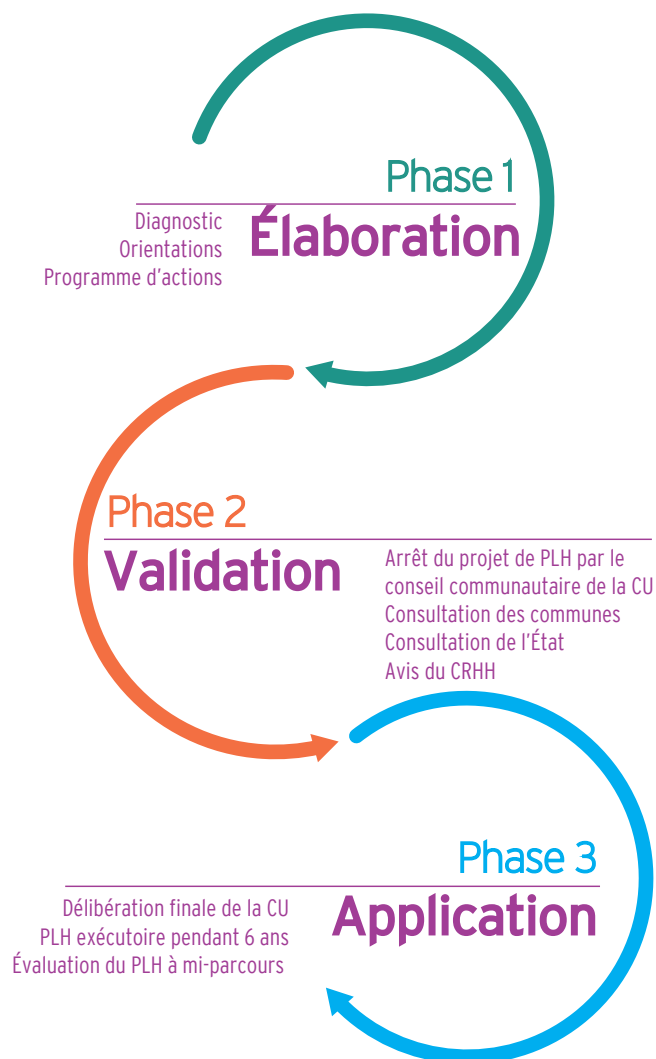 Phase 1
Élaboration
Diagnostic
Orientations
Programme d'actions
Phase 2
Validation
Arrêt du projet de PLH par le
conseil communautaire de la CU
Consultation des communes
Consultation de l'État
Avis du CRHH
Phase 3
Application
Délibération finale de la CU
PLH exécutoire pendant 6 ans
Évaluation du PLH à mi-parcours